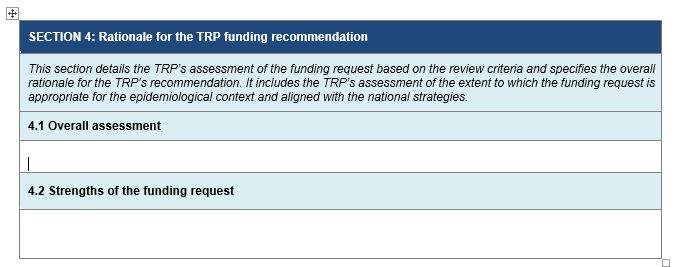 SECTION 4: Rationale for the TRP funding recommendation
This section details the TRP's assessment of the funding request based on the review criteria and specifies the overall
rationale for the TRP's recommendation. It includes the TRP's assessment of the extent to which the funding request is
appropriate for the epidemiological context and aligned with the national strategies.
4.1 Overall assessment
4.2 Strengths of the funding request